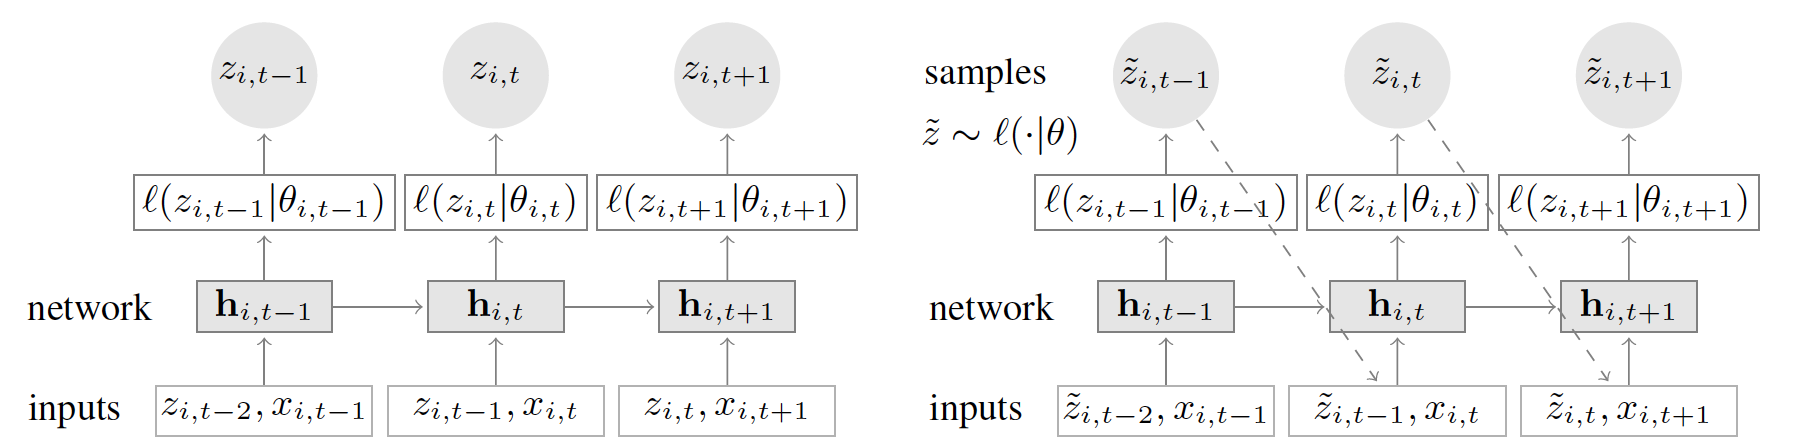 z_{i,t−1} z_{i,t} z_{i,t+1}
ℓ(z_{i,t−1}|θ_{i,t−1}) ℓ(z_{i,t}|θ_{i,t}) ℓ(z_{i,t+1}|θ_{i,t+1})
network h_{i,t−1} h_{i,t} h_{i,t+1}
inputs z_{i,t−2}, x_{i,t−1} z_{i,t−1}, x_{i,t} z_{i,t}, x_{i,t+1}
samples z̃_{i,t−1} z̃_{i,t} z̃_{i,t+1}
z̃ ∼ ℓ(·|θ)
ℓ(z_{i,t−1}|θ_{i,t−1}) ℓ(z_{i,t}|θ_{i,t}) ℓ(z_{i,t+1}|θ_{i,t+1})
network h_{i,t−1} h_{i,t} h_{i,t+1}
inputs z̃_{i,t−2}, x_{i,t−1} z̃_{i,t−1}, x_{i,t} z̃_{i,t}, x_{i,t+1}